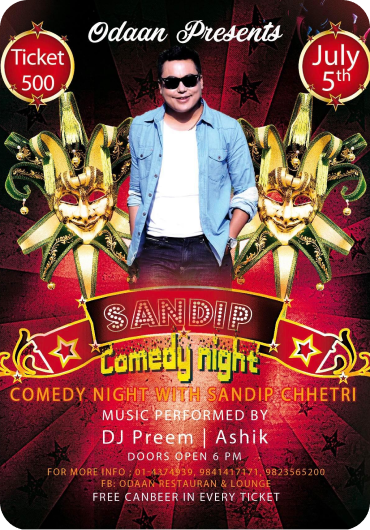 Odaan Presents
Ticket
500
July
5th
SANDIP
Comedy night
COMEDY NIGHT WITH SANDIP CHHETRI
MUSIC PERFORMED BY
DJ Preem | Ashik
DOORS OPEN 6 PM
FOR MORE INFO ; 01-4374939, 9841417171, 9823565200
FB: ODAAN RESTAURAN & LOUNGE
FREE CANBEER IN EVERY TICKET